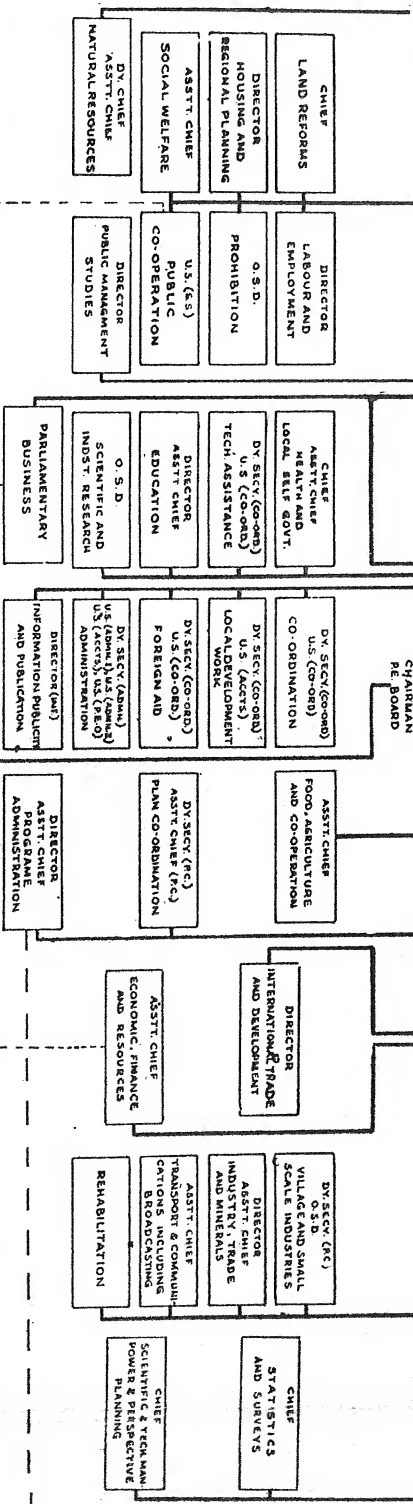 CHIEF
LAND REFORMS
DIRECTOR
HOUSING AND
REGIONAL PLANNING
ASSTT. CHIEF
SOCIAL WELFARE
DY. CHIEF
ASSTT. CHIEF
NATURAL RESOURCES
DIRECTOR
LABOUR AND
EMPLOYMENT
O.S.D.
PROHIBITION
U.S. (S.S)
PUBLIC
CO-OPERATION
DIRECTOR
PUBLIC MANAGMENT
STUDIES
CHIEF
ASSTT. CHIEF
HEALTH AND
LOCAL SELF GOVT.
DY. SECY. (CO-ORD.)
U.S (CO-ORD.)
TECH. ASSISTANCE
DIRECTOR
ASSTT CHIEF
EDUCATION
O.S.D.
SCIENTIFIC AND
INDST. RESEARCH
PARLIAMENTARY
BUSINESS
CHAIRMAN
P.E. BOARD
DY. SECY (CO-ORD)
U.S. (CO-ORD)
CO-ORDINATION
DY. SECY. (CO-ORD)
U.S (ACCTS.)
LOCAL DEVELOPMENT
WORK
DY. SECY (CO-ORD.)
U.S. (CO-ORD.)
FOREIGN AID
DY. SECY. (ADMN.)
U.S. (ADMN. I), U.S. (ADMN. II)
U.S. (ACCTS), U.S. (P.E.O)
ADMINISTRATION
DIRECTOR (INF.)
INFORMATION PUBLICITY
AND PUBLICATION
ASSTT. CHIEF
FOOD, AGRICULTURE
AND CO-OPERATION
DY. SECY. (P.C.)
ASSTT. CHIEF (P.C.)
PLAN CO-ORDINATION
DIRECTOR
ASSTT. CHIEF
PROGRAME
ADMINISTRATION
DIRECTOR
INTERNATIONAL TRADE
AND DEVELOPMENT
ASSTT. CHIEF
ECONOMIC, FINANCE
AND RESOURCES
DY. SECY. (P.C.)
O.S.D.
VILLAGE AND SMALL
SCALE INDUSTRIES
DIRECTOR
ASSTT. CHIEF
INDUSTRY, TRADE
AND MINERALS
ASSTT. CHIEF
TRANSPORT & COMMUNI-
CATIONS INCLUDING
BROADCASTING
REHABILITATION
CHIEF
STATISTICS
AND SURVEYS
CHIEF
SCIENTIFIC & TECH MAN-
POWER & PERSPECTIVE
PLANNING